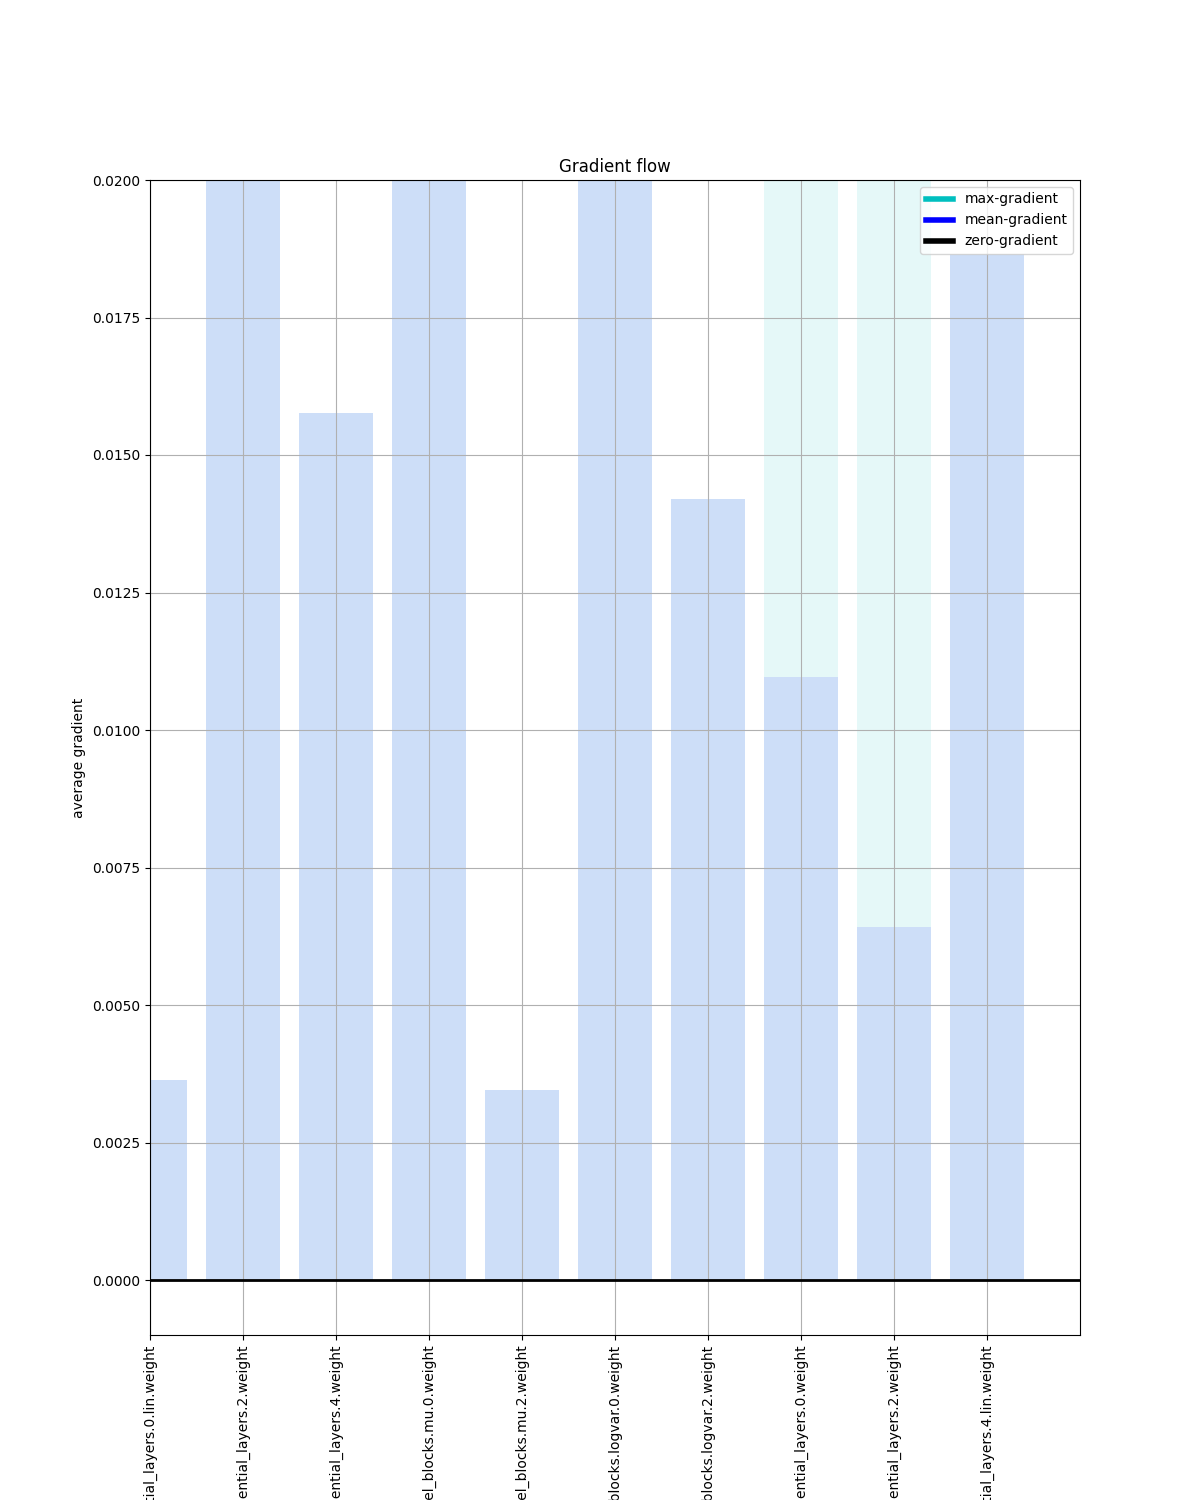 Gradient flow
max-gradient
mean-gradient
zero-gradient
0.0200
0.0175
0.0150
0.0125
0.0100
0.0075
0.0050
0.0025
0.0000
average gradient
tial_layers.0.lin.weight
ential_layers.2.weight
ential_layers.4.weight
el_blocks.mu.0.weight
el_blocks.mu.2.weight
blocks.logvar.0.weight
blocks.logvar.2.weight
ential_layers.0.weight
ential_layers.2.weight
tial_layers.4.lin.weight